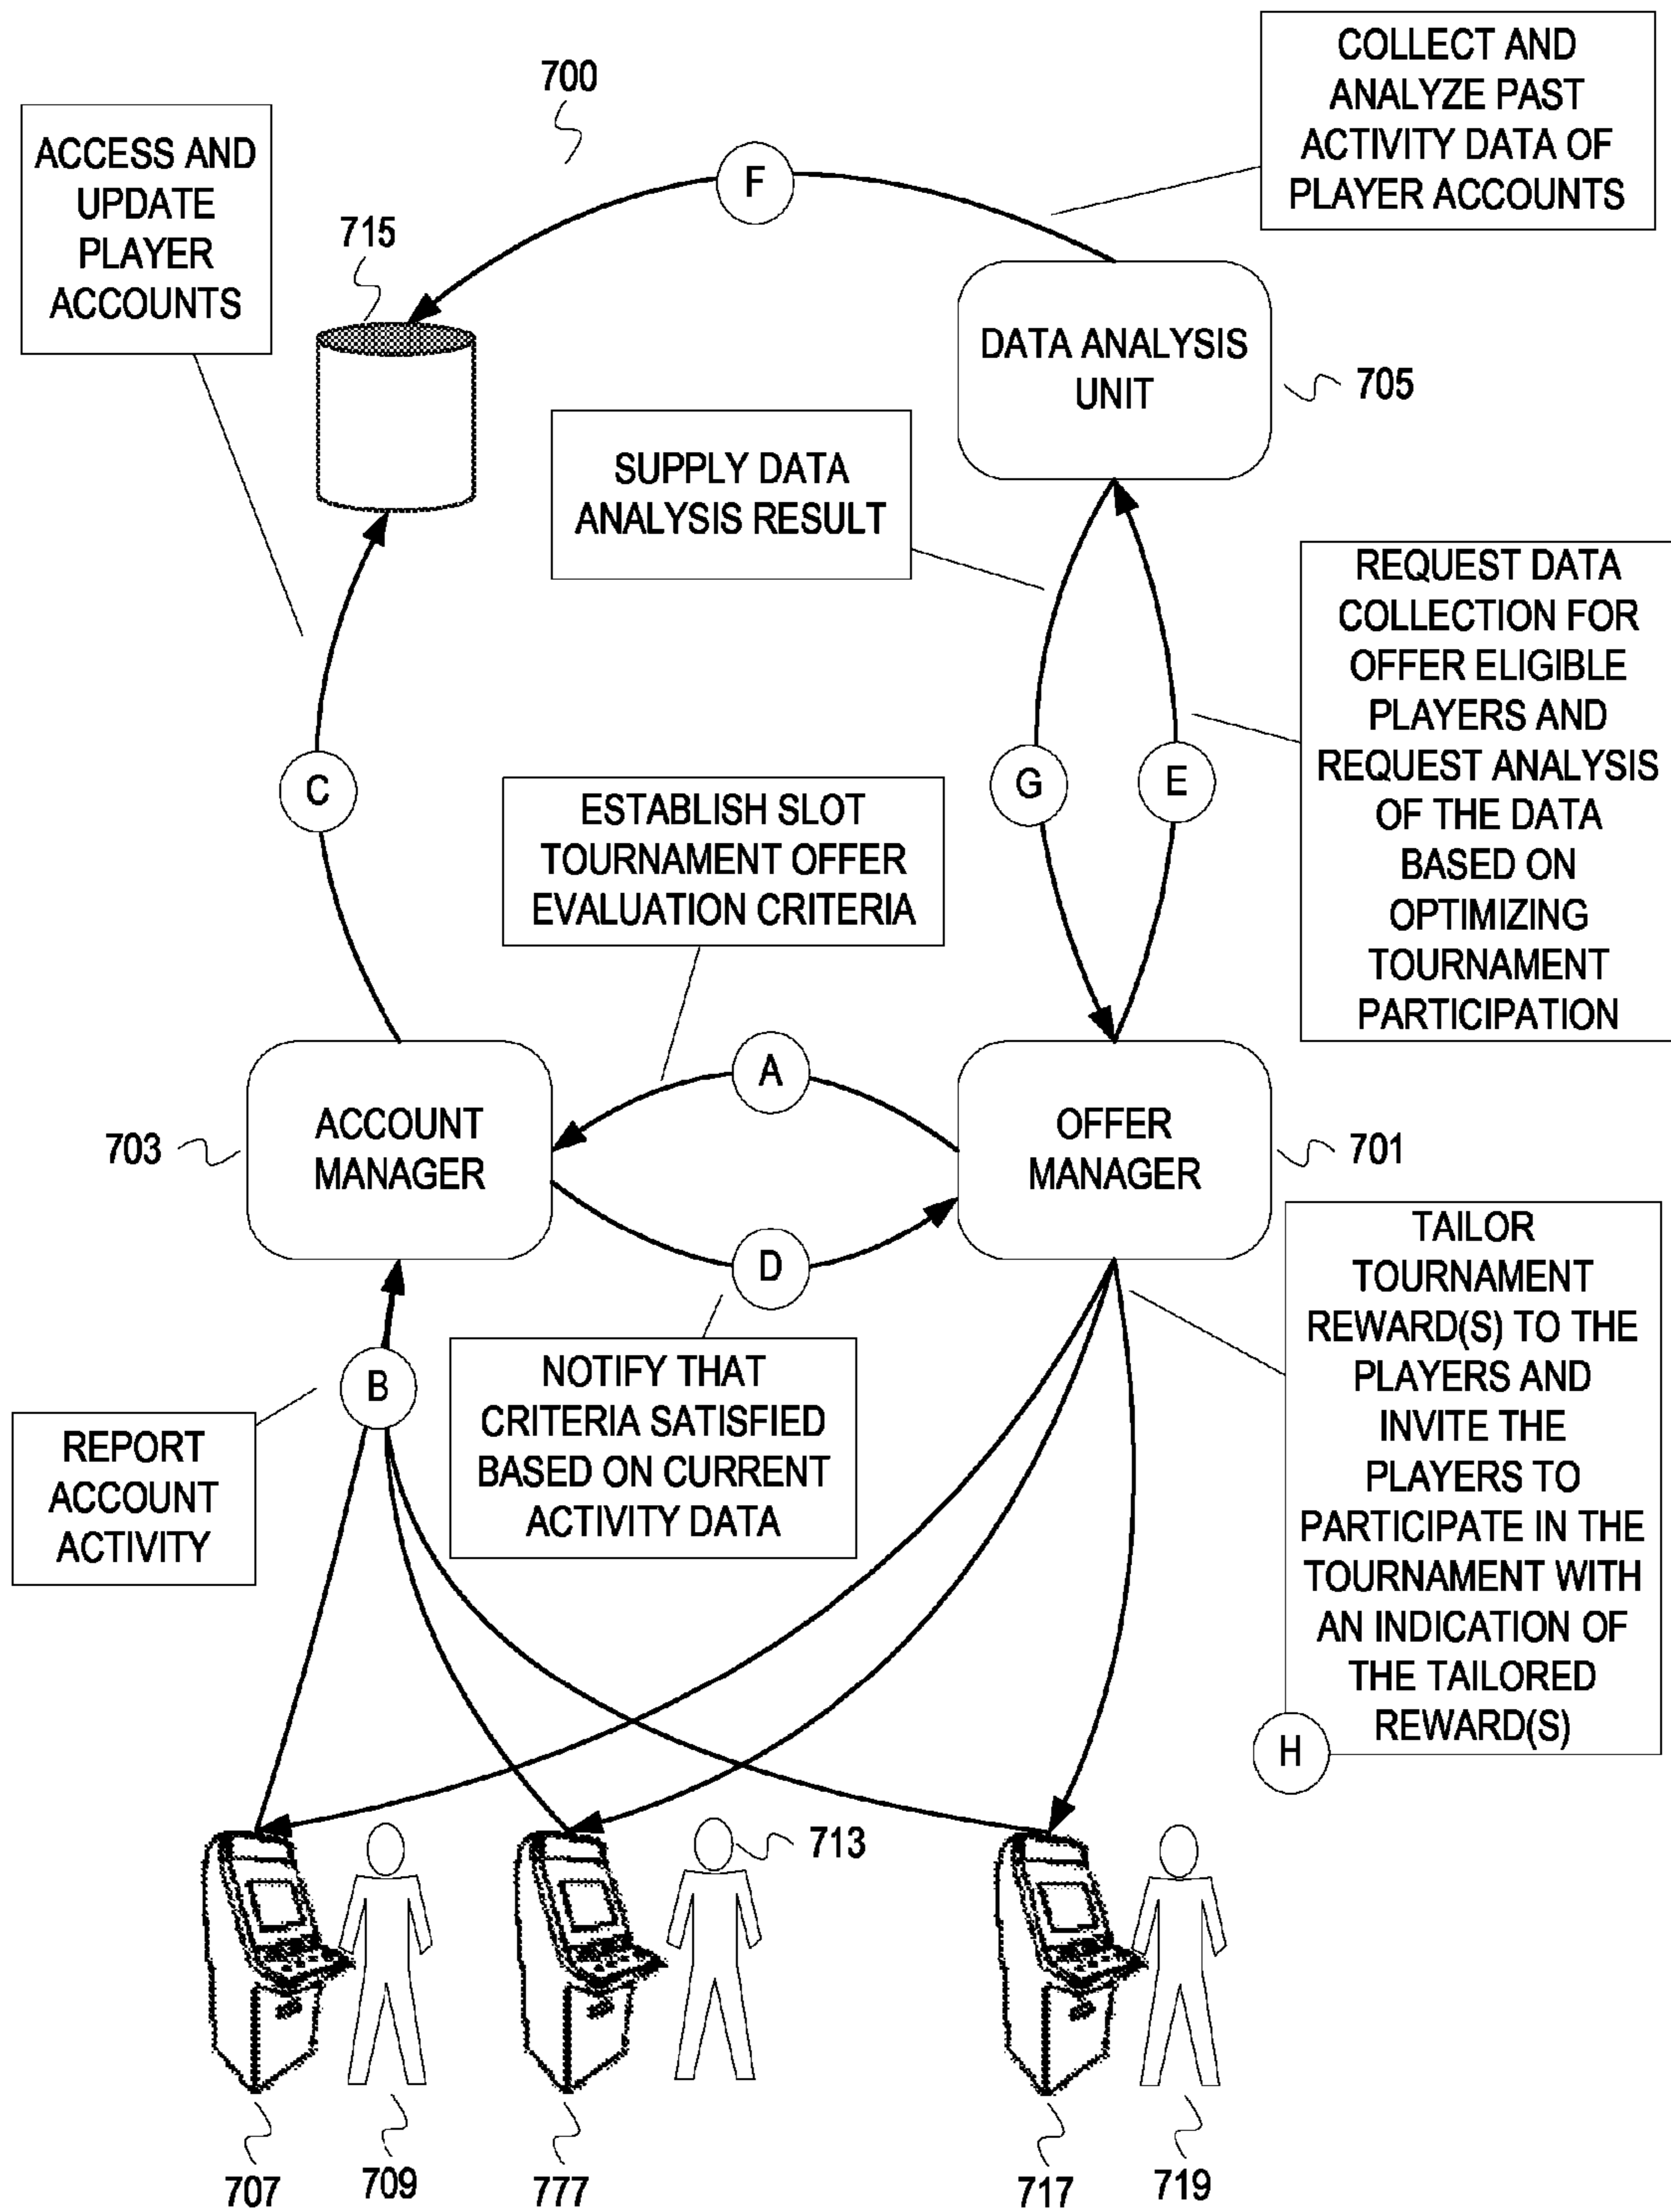 700
COLLECT AND
ANALYZE PAST
ACTIVITY DATA OF
PLAYER ACCOUNTS
ACCESS AND
UPDATE
PLAYER
ACCOUNTS
F
715
DATA ANALYSIS
UNIT
705
SUPPLY DATA
ANALYSIS RESULT
REQUEST DATA
COLLECTION FOR
OFFER ELIGIBLE
PLAYERS AND
REQUEST ANALYSIS
OF THE DATA
BASED ON
OPTIMIZING
TOURNAMENT
PARTICIPATION
C
G
E
ESTABLISH SLOT
TOURNAMENT OFFER
EVALUATION CRITERIA
A
703
ACCOUNT
MANAGER
OFFER
MANAGER
701
D
B
NOTIFY THAT
CRITERIA SATISFIED
BASED ON CURRENT
ACTIVITY DATA
REPORT
ACCOUNT
ACTIVITY
TAILOR
TOURNAMENT
REWARD(S) TO THE
PLAYERS AND
INVITE THE
PLAYERS TO
PARTICIPATE IN THE
TOURNAMENT WITH
AN INDICATION OF
THE TAILORED
REWARD(S)
H
713
707
709
777
717
719